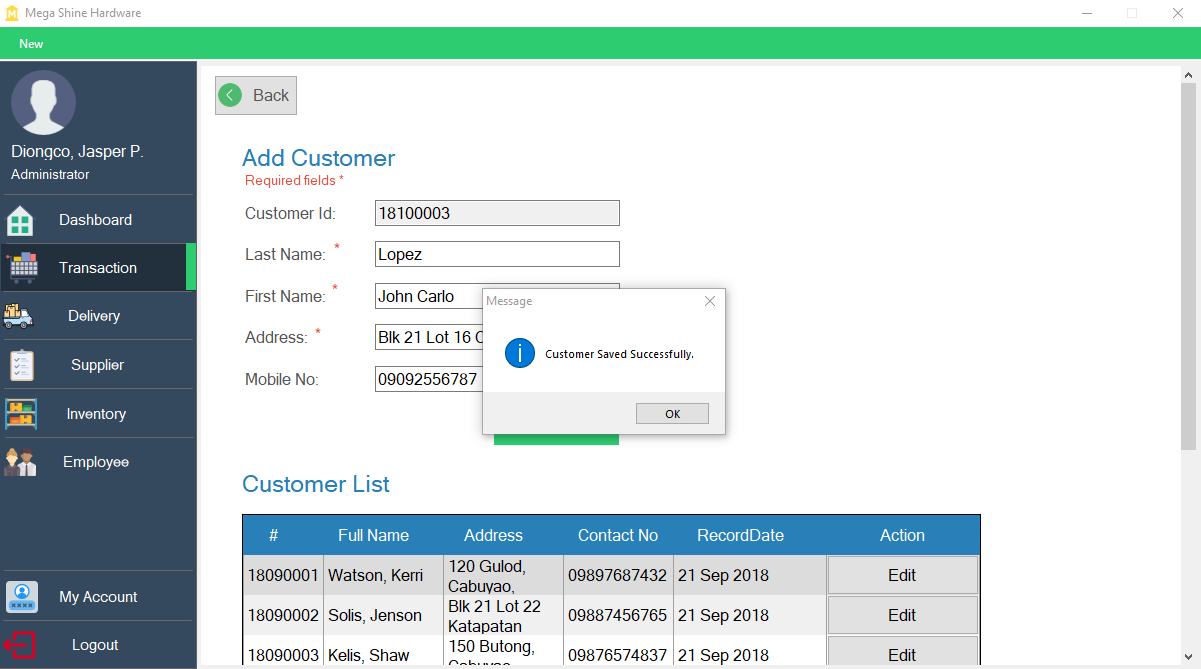 Mega Shine Hardware
New
Diongco, Jasper P.
Administrator
Dashboard
Transaction
Delivery
Supplier
Inventory
Employee
My Account
Logout
Back
Add Customer
Required fields *
Customer Id: 18100003
Last Name: * Lopez
First Name: * John Carlo
Address: * Blk 21 Lot 16
Mobile No: 09092556787
Message
Customer Saved Successfully.
OK
Customer List
# Full Name Address Contact No RecordDate Action
18090001 Watson, Kerri 120 Gulod, Cabuyao, 09897687432 21 Sep 2018 Edit
18090002 Solis, Jenson Blk 21 Lot 22 Katapatan 09887456765 21 Sep 2018 Edit
18090003 Kelis, Shaw 150 Butong, 09876574837 21 Sep 2018 Edit